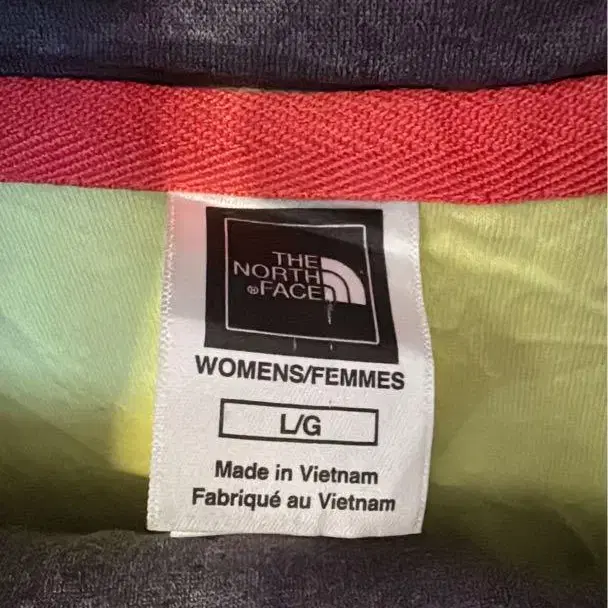 THE
NORTH
®FACE
WOMENS/FEMMES
L/G
Made in Vietnam
Fabriqué au Vietnam